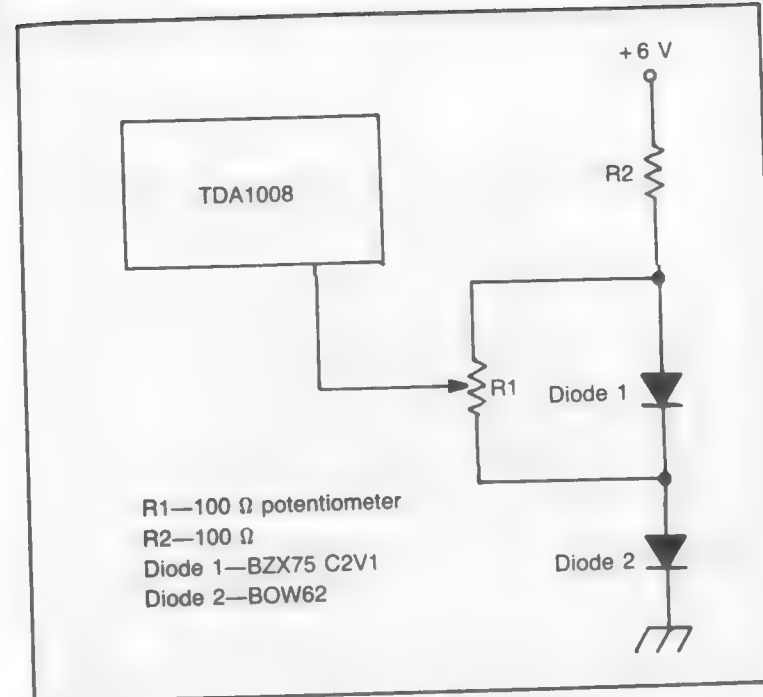 +6 V
R2
TDA1008
R1
Diode 1
R1—100 Ω potentiometer
R2—100 Ω
Diode 1—BZX75 C2V1
Diode 2—BOW62
Diode 2